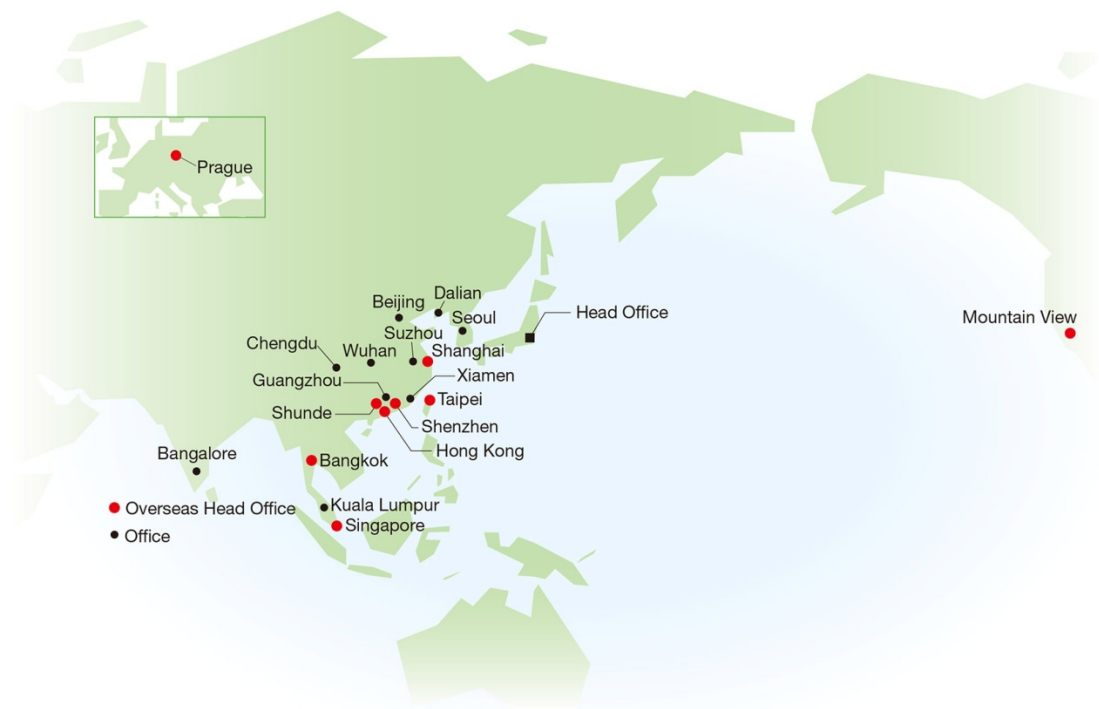 Prague
Dalian
Beijing
Seoul
Head Office
Mountain View
Suzhou
Chengdu
Wuhan
Shanghai
Guangzhou
Xiamen
Taipei
Shunde
Shenzhen
Hong Kong
Bangalore
Bangkok
Kuala Lumpur
Overseas Head Office
Singapore
Office